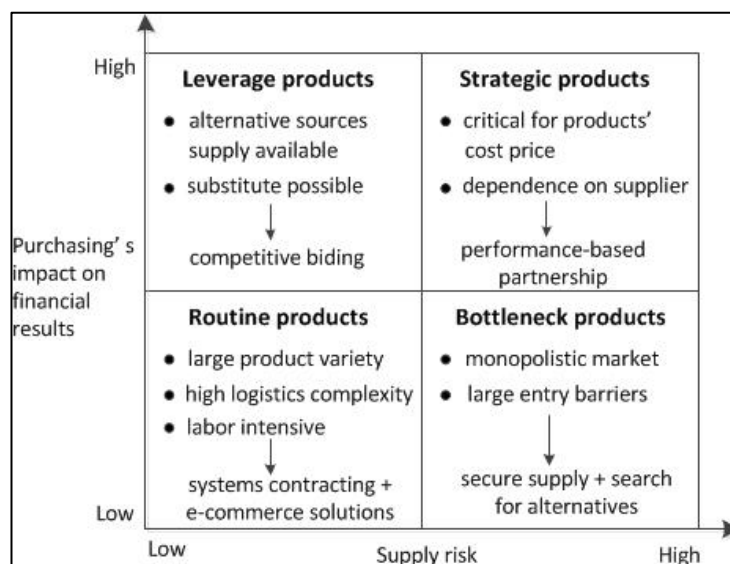 High
Leverage products
● alternative sources
supply available
● substitute possible
competitive biding
Strategic products
● critical for products'
cost price
● dependence on supplier
performance-based
partnership
Purchasing's
impact on
financial
results
Routine products
● large product variety
● high logistics complexity
● labor intensive
systems contracting +
e-commerce solutions
Bottleneck products
● monopolistic market
● large entry barriers
secure supply + search
for alternatives
Low
Low
Supply risk
High